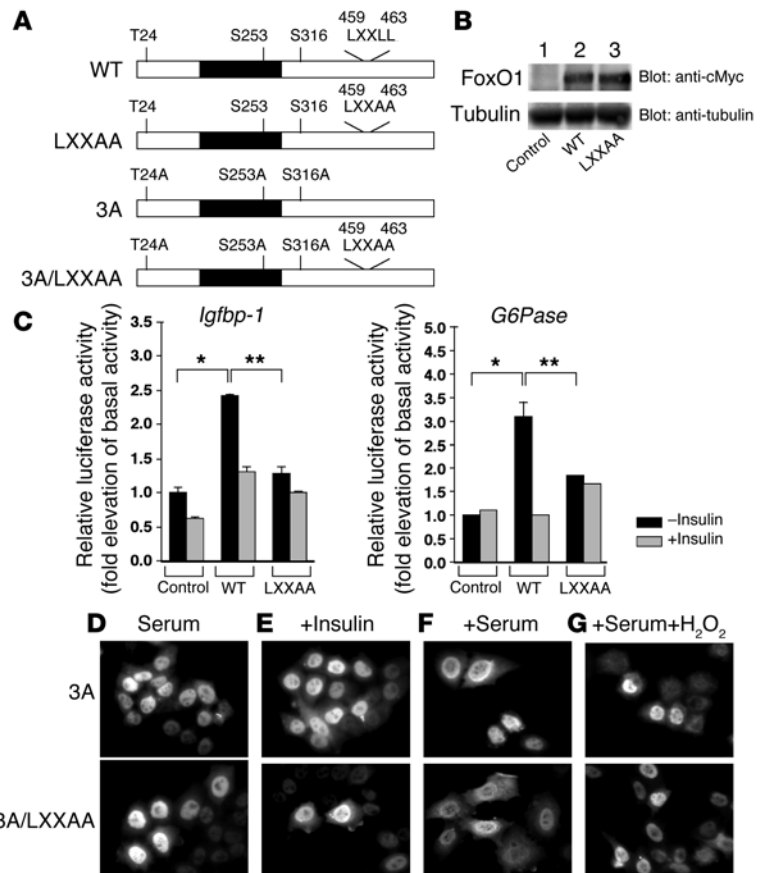 A
T24 S253 S316 459 463
LXXLL
WT
T24 S253 S316 459 463
LXXAA
LXXAA
T24A S253A S316A
3A
T24A S253A S316A 459 463
LXXAA
3A/LXXAA
B
1 2 3
FoxO1 Blot: anti-cMyc
Tubulin Blot: anti-tubulin
Control WT LXXAA
C
Igfbp-1
Relative luciferase activity
(fold elevation of basal activity)
3.5
3.0
2.5
2.0
1.5
1.0
0.5
0.0
* **
Control WT LXXAA
G6Pase
Relative luciferase activity
(fold elevation of basal activity)
5.0
4.5
4.0
3.5
3.0
2.5
2.0
1.5
1.0
0.5
0.0
* **
Control WT LXXAA
–Insulin
+Insulin
D Serum E +Insulin F +Serum G +Serum+H₂O₂
3A
3A/LXXAA